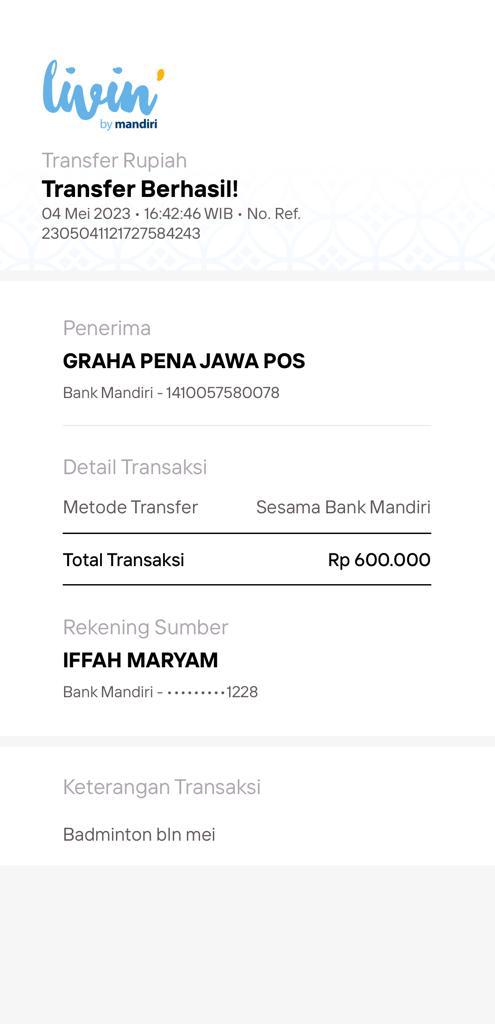 livin'
by mandiri
Transfer Rupiah
Transfer Berhasil!
04 Mei 2023 • 16:42:46 WIB • No. Ref.
2305041121727584243
Penerima
GRAHA PENA JAWA POS
Bank Mandiri - 1410057580078
Detail Transaksi
Metode Transfer Sesama Bank Mandiri
Total Transaksi Rp 600.000
Rekening Sumber
IFFAH MARYAM
Bank Mandiri - •••••••••1228
Keterangan Transaksi
Badminton bln mei